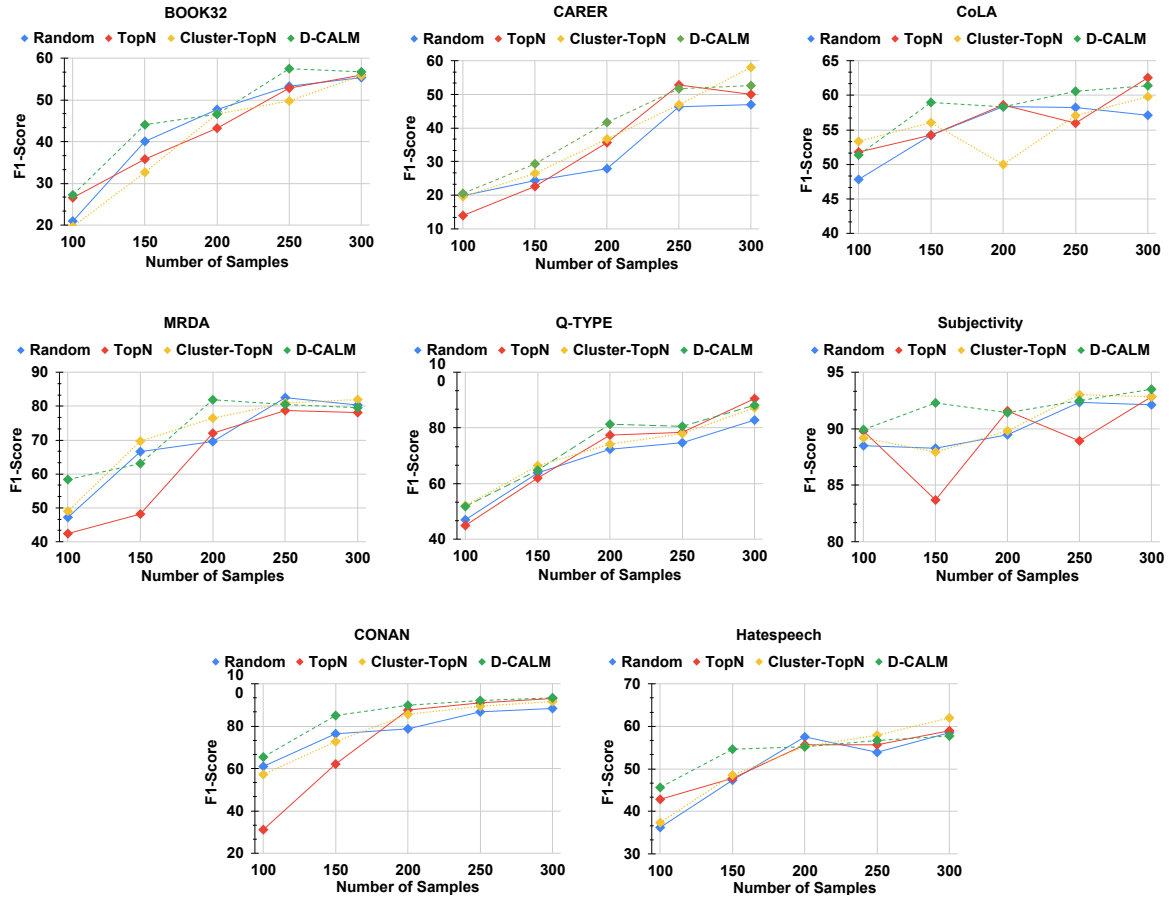 BOOK32
Random TopN Cluster-TopN D-CALM
F1-Score
60
50
40
30
20
100 150 200 250 300
Number of Samples
CARER
Random TopN Cluster-TopN D-CALM
F1-Score
60
50
40
30
20
10
100 150 200 250 300
Number of Samples
CoLA
Random TopN Cluster-TopN D-CALM
F1-Score
65
60
55
50
45
40
100 150 200 250 300
Number of Samples
MRDA
Random TopN Cluster-TopN D-CALM
F1-Score
90
80
70
60
50
40
100 150 200 250 300
Number of Samples
Q-TYPE
Random TopN Cluster-TopN D-CALM
F1-Score
10
0
80
60
40
100 150 200 250 300
Number of Samples
Subjectivity
Random TopN Cluster-TopN D-CALM
F1-Score
95
90
85
80
100 150 200 250 300
Number of Samples
CONAN
Random TopN Cluster-TopN D-CALM
F1-Score
10
0
80
60
40
20
100 150 200 250 300
Number of Samples
Hatespeech
Random TopN Cluster-TopN D-CALM
F1-Score
70
60
50
40
30
100 150 200 250 300
Number of Samples